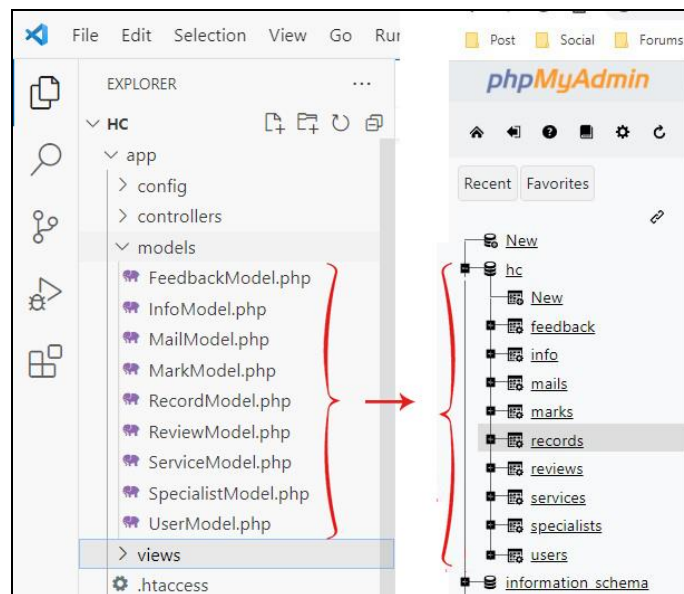 File Edit Selection View Go Rur
EXPLORER ...
HC
app
config
controllers
models
FeedbackModel.php
InfoModel.php
MailModel.php
MarkModel.php
RecordModel.php
ReviewModel.php
ServiceModel.php
SpecialistModel.php
UserModel.php
views
.htaccess
Post Social Forums
phpMyAdmin
Recent Favorites
New
hc
New
feedback
info
mails
marks
records
reviews
services
specialists
users
information_schema